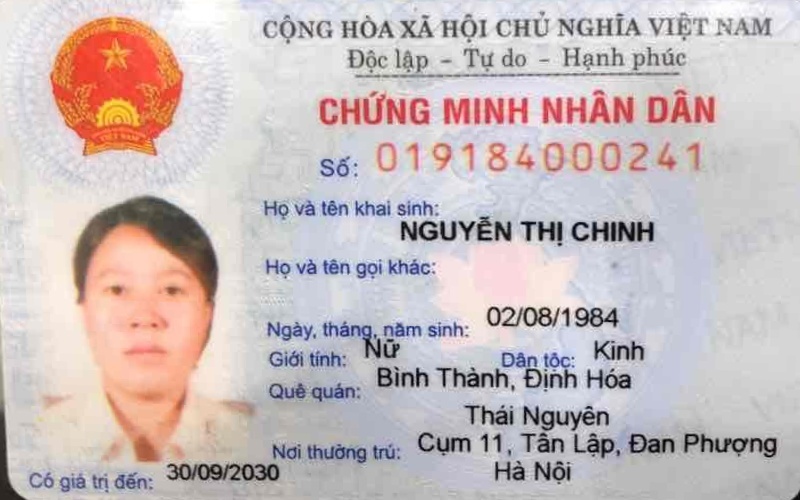 CỘNG HÒA XÃ HỘI CHỦ NGHĨA VIỆT NAM
Độc lập - Tự do - Hạnh phúc
CHỨNG MINH NHÂN DÂN
Số: 019184000241
Họ và tên khai sinh:
NGUYỄN THỊ CHINH
Họ và tên gọi khác:
Ngày, tháng, năm sinh: 02/08/1984
Giới tính: Nữ Dân tộc: Kinh
Quê quán: Bình Thành, Định Hóa
Thái Nguyên
Nơi thường trú: Cụm 11, Tân Lập, Đan Phượng
Hà Nội
Có giá trị đến: 30/09/2030